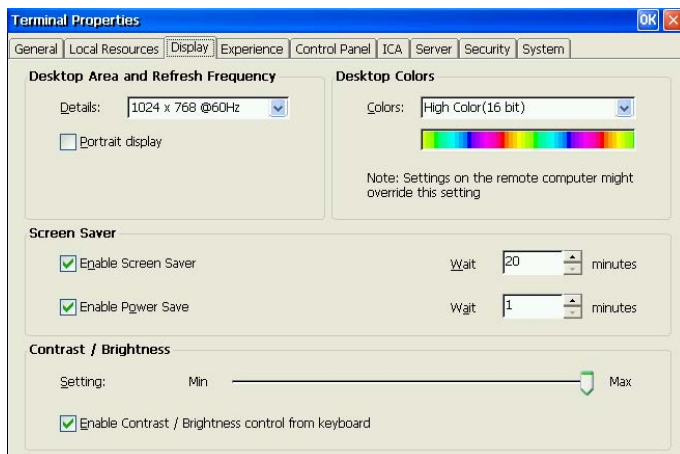 Terminal Properties OK
General Local Resources Display Experience Control Panel ICA Server Security System
Desktop Area and Refresh Frequency
Details: 1024 x 768 @60Hz
Portrait display
Desktop Colors
Colors: High Color(16 bit)
Note: Settings on the remote computer might
override this setting
Screen Saver
Enable Screen Saver Wait 20 minutes
Enable Power Save Wait 1 minutes
Contrast / Brightness
Setting: Min Max
Enable Contrast / Brightness control from keyboard